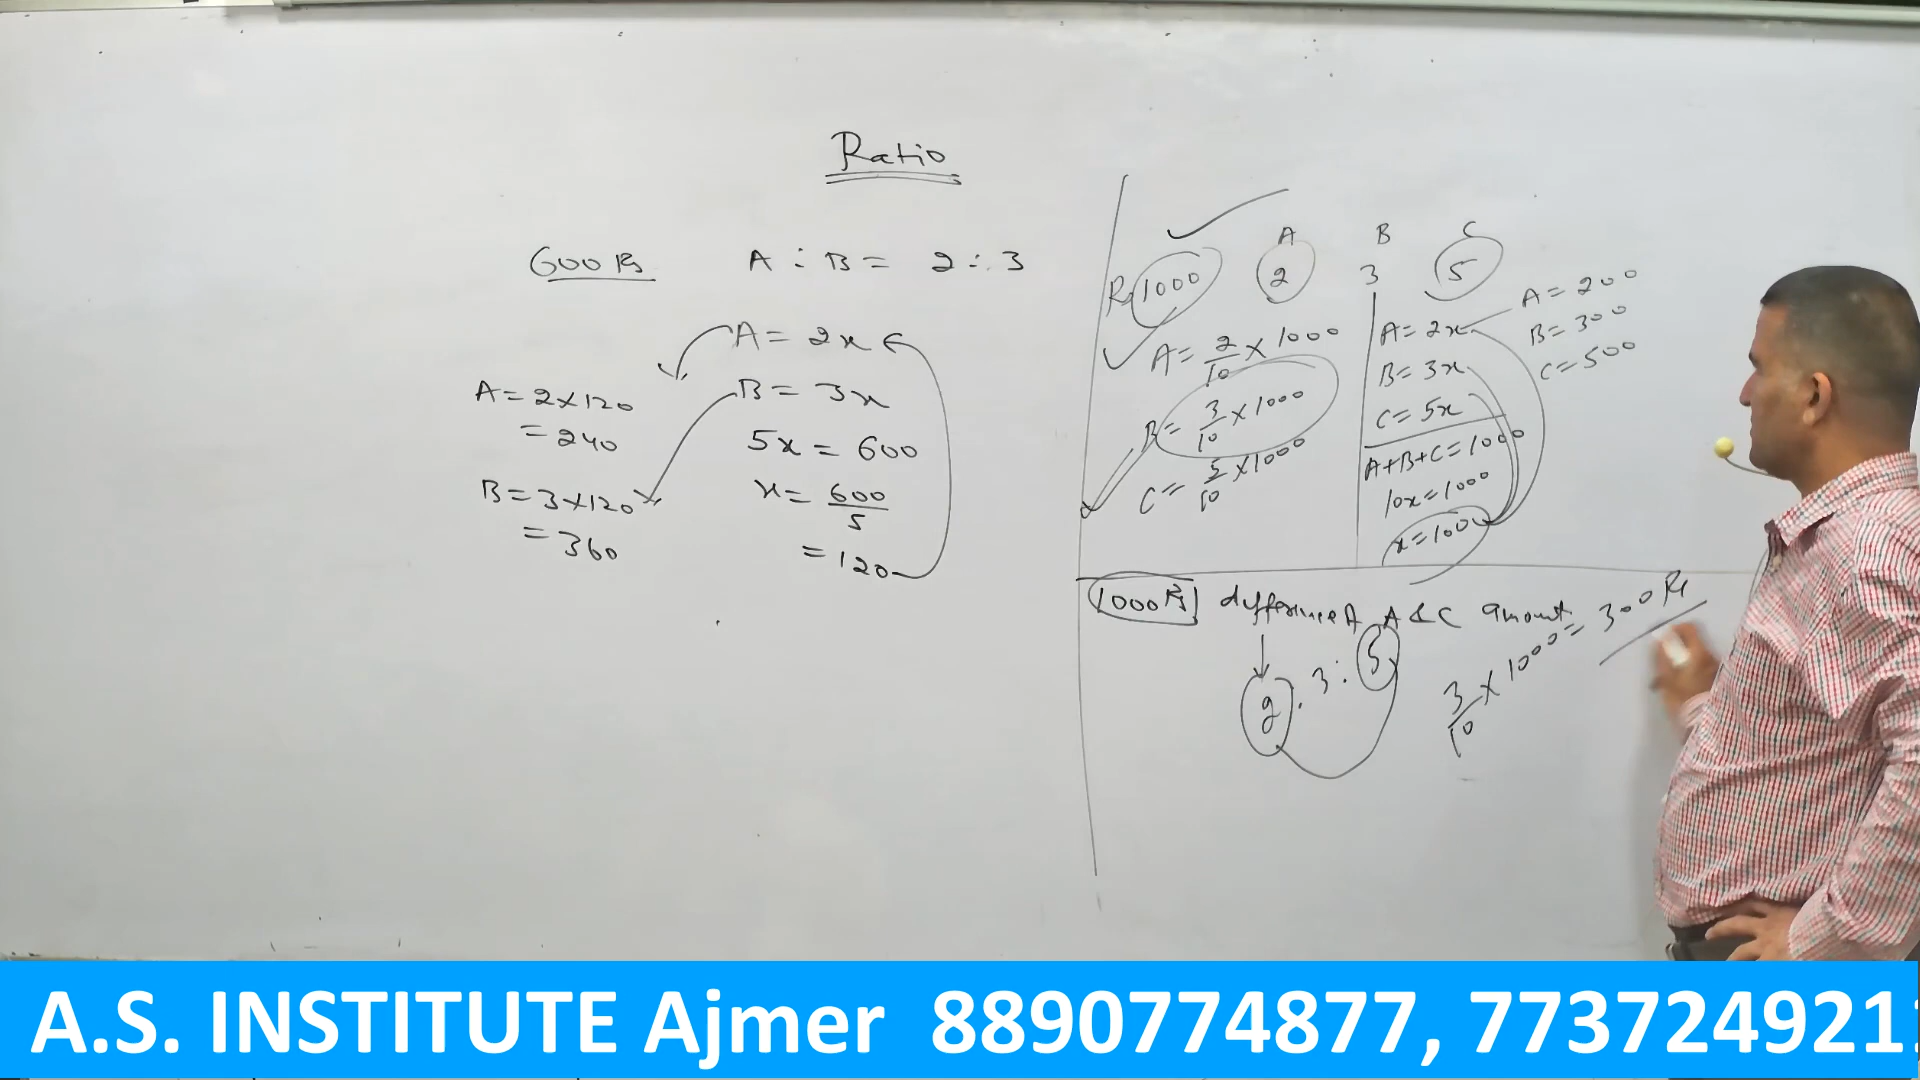 Ratio
600 Rs A : B = 2 : 3
A = 2x
B = 3x
5x = 600
x = 600/5
= 120
A = 2×120
= 240
B = 3×120
= 360
A B C
Rs 1000 2 3 5
A = 2/10 × 1000
B = 3/10 × 1000
C = 5/10 × 1000
A = 2x
B = 3x
C = 5x
A+B+C = 1000
10x = 1000
x = 100
A = 200
B = 300
C = 500
1000 Rs difference A & C amount
2 : 3 : 5
3/10 × 1000 = 300 Rs
A.S. INSTITUTE Ajmer 8890774877, 773724921